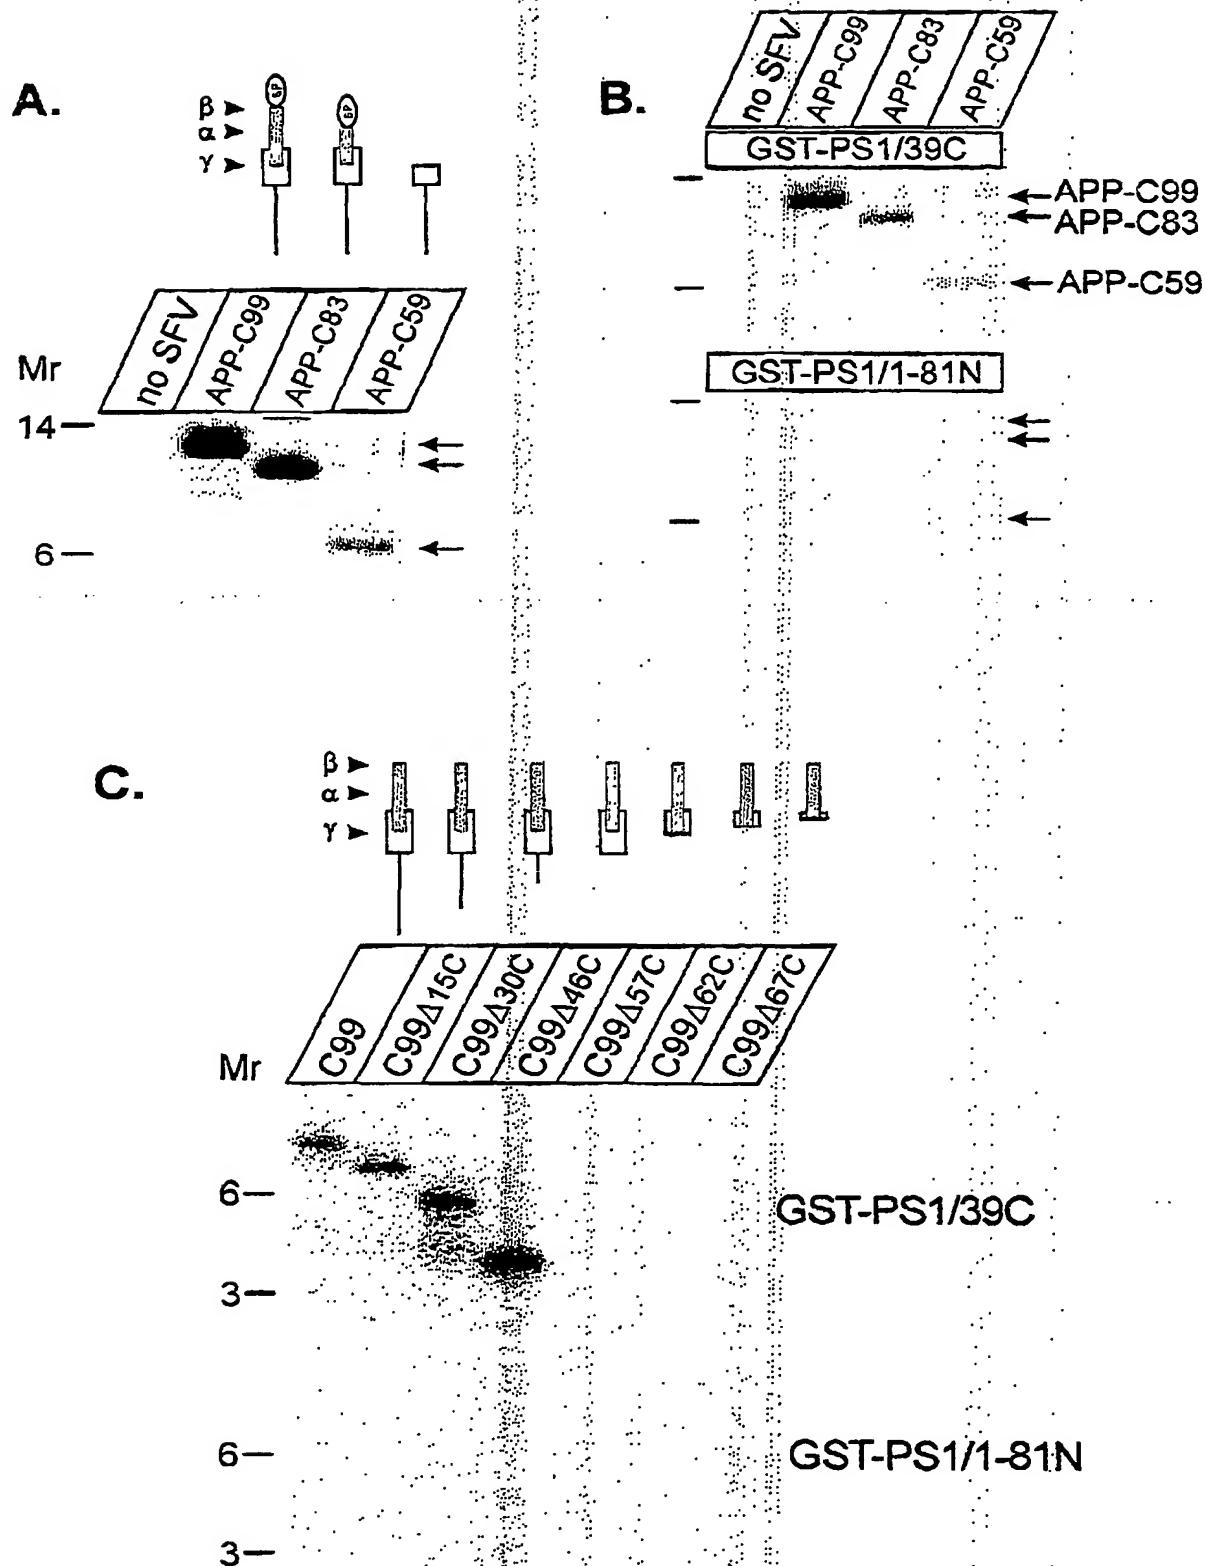 A.
β
α
γ
SP
SP
no SFV
APP-C99
APP-C83
APP-C59
Mr
14
6
B.
no SFV
APP-C99
APP-C83
APP-C59
GST-PS1/39C
APP-C99
APP-C83
APP-C59
GST-PS1/1-81N
C.
β
α
γ
C99
C99Δ15C
C99Δ30C
C99Δ46C
C99Δ57C
C99Δ62C
C99Δ67C
Mr
6
GST-PS1/39C
3
6
GST-PS1/1-81N
3